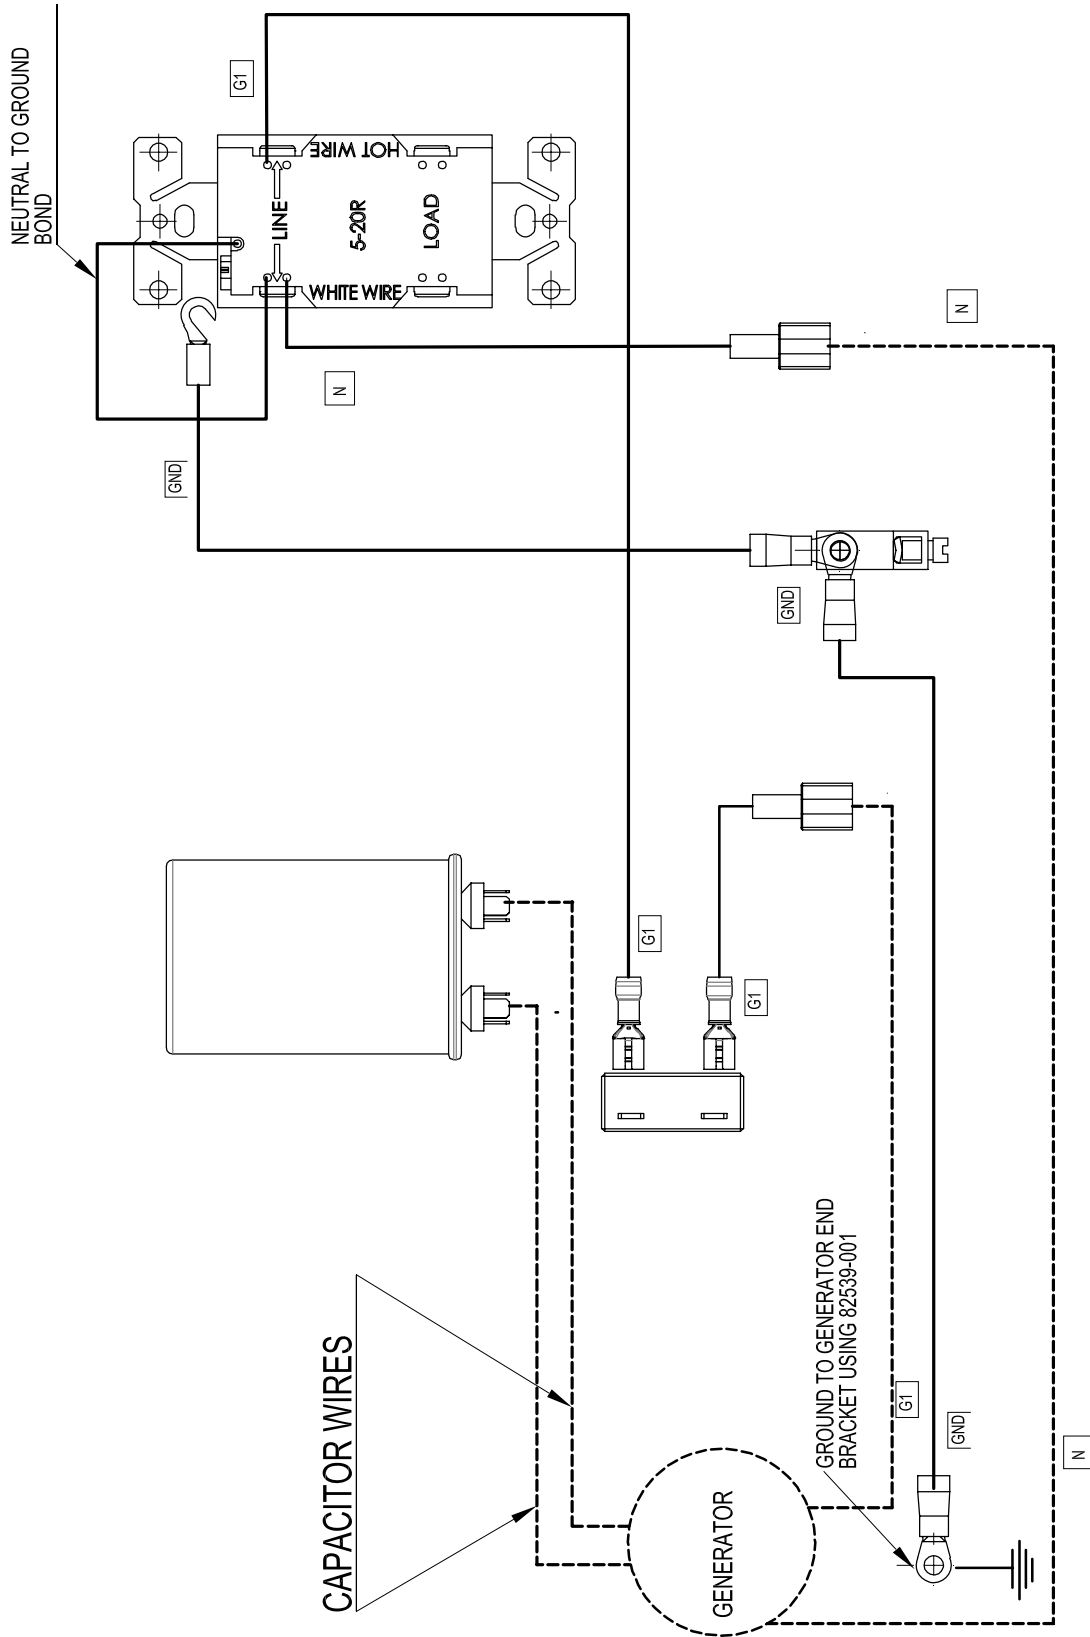 NEUTRAL TO GROUND
BOND
G1
HOT WIRE
LINE
5-20R
LOAD
WHITE WIRE
N
N
GND
GND
G1
G1
CAPACITOR WIRES
GENERATOR
GROUND TO GENERATOR END
BRACKET USING 82539-001
G1
GND
N